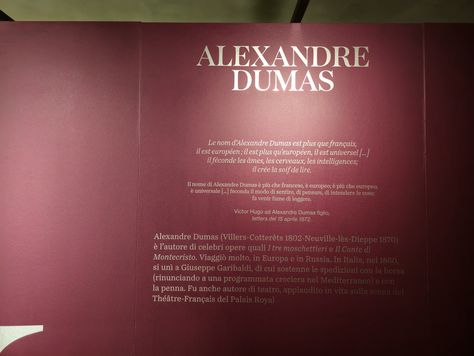 ALEXANDRE
DUMAS
Le nom d'Alexandre Dumas est plus que français,
il est européen; il est plus qu'européen, il est universel [...]
il féconde les âmes, les cerveaux, les intelligences;
il crée la soif de lire.
Il nome di Alexandre Dumas è più che francese, è europeo; è più che europeo,
è universale [...] feconda il modo di sentire, di pensare, di intendere le cose;
fa venir fame di leggere.
Victor Hugo ad Alexandre Dumas figlio,
lettera del 15 aprile 1872.
Alexandre Dumas (Villers-Cotterêts 1802-Neuville-lès-Dieppe 1870)
è l'autore di celebri opere quali I tre moschettieri e Il Conte di
Montecristo. Viaggiò molto, in Europa e in Russia. In Italia, nel 1860,
si unì a Giuseppe Garibaldi, di cui sostenne le spedizioni con la borsa
(rinunciando a una programmata crociera nel Mediterraneo) e con
la penna. Fu anche autore di teatro, applaudito in vita sulla scena del
Théâtre-Français del Palais Royal